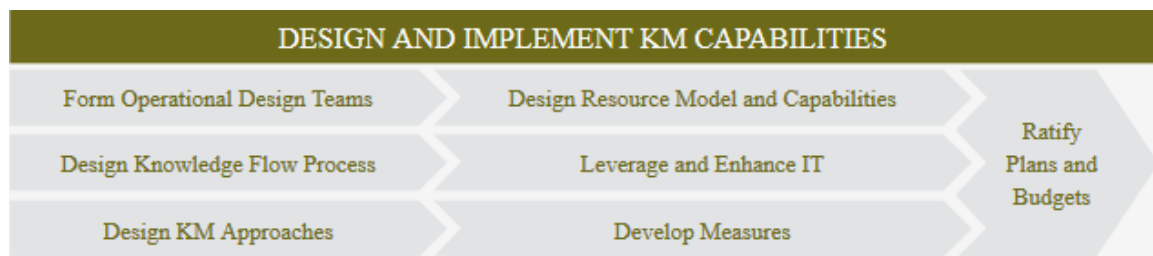 DESIGN AND IMPLEMENT KM CAPABILITIES
Form Operational Design Teams
Design Resource Model and Capabilities
Design Knowledge Flow Process
Leverage and Enhance IT
Design KM Approaches
Develop Measures
Ratify
Plans and
Budgets